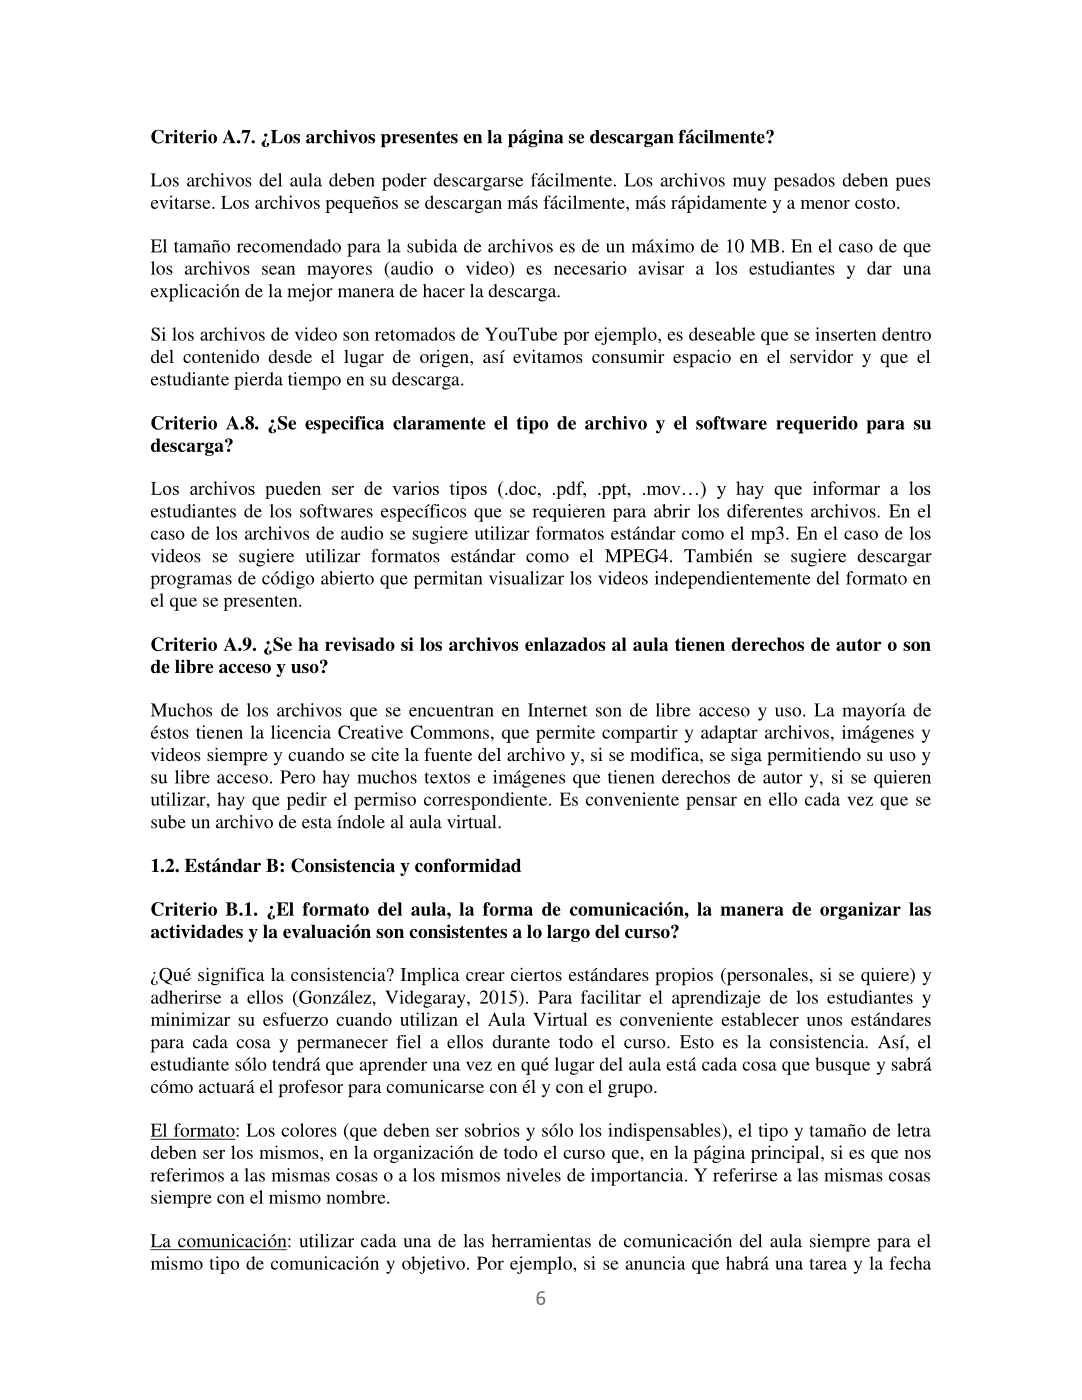 Criterio A.7. ¿Los archivos presentes en la página se descargan fácilmente?
Los archivos del aula deben poder descargarse fácilmente. Los archivos muy pesados deben pues
evitarse. Los archivos pequeños se descargan más fácilmente, más rápidamente y a menor costo.
El tamaño recomendado para la subida de archivos es de un máximo de 10 MB. En el caso de que
los archivos sean mayores (audio o video) es necesario avisar a los estudiantes y dar una
explicación de la mejor manera de hacer la descarga.
Si los archivos de video son retomados de YouTube por ejemplo, es deseable que se inserten dentro
del contenido desde el lugar de origen, así evitamos consumir espacio en el servidor y que el
estudiante pierda tiempo en su descarga.
Criterio A.8. ¿Se especifica claramente el tipo de archivo y el software requerido para su
descarga?
Los archivos pueden ser de varios tipos (.doc, .pdf, .ppt, .mov…) y hay que informar a los
estudiantes de los softwares específicos que se requieren para abrir los diferentes archivos. En el
caso de los archivos de audio se sugiere utilizar formatos estándar como el mp3. En el caso de los
videos se sugiere utilizar formatos estándar como el MPEG4. También se sugiere descargar
programas de código abierto que permitan visualizar los videos independientemente del formato en
el que se presenten.
Criterio A.9. ¿Se ha revisado si los archivos enlazados al aula tienen derechos de autor o son
de libre acceso y uso?
Muchos de los archivos que se encuentran en Internet son de libre acceso y uso. La mayoría de
éstos tienen la licencia Creative Commons, que permite compartir y adaptar archivos, imágenes y
videos siempre y cuando se cite la fuente del archivo y, si se modifica, se siga permitiendo su uso y
su libre acceso. Pero hay muchos textos e imágenes que tienen derechos de autor y, si se quieren
utilizar, hay que pedir el permiso correspondiente. Es conveniente pensar en ello cada vez que se
sube un archivo de esta índole al aula virtual.
1.2. Estándar B: Consistencia y conformidad
Criterio B.1. ¿El formato del aula, la forma de comunicación, la manera de organizar las
actividades y la evaluación son consistentes a lo largo del curso?
¿Qué significa la consistencia? Implica crear ciertos estándares propios (personales, si se quiere) y
adherirse a ellos (González, Videgaray, 2015). Para facilitar el aprendizaje de los estudiantes y
minimizar su esfuerzo cuando utilizan el Aula Virtual es conveniente establecer unos estándares
para cada cosa y permanecer fiel a ellos durante todo el curso. Esto es la consistencia. Así, el
estudiante sólo tendrá que aprender una vez en qué lugar del aula está cada cosa que busque y sabrá
cómo actuará el profesor para comunicarse con él y con el grupo.
El formato: Los colores (que deben ser sobrios y sólo los indispensables), el tipo y tamaño de letra
deben ser los mismos, en la organización de todo el curso que, en la página principal, si es que nos
referimos a las mismas cosas o a los mismos niveles de importancia. Y referirse a las mismas cosas
siempre con el mismo nombre.
La comunicación: utilizar cada una de las herramientas de comunicación del aula siempre para el
mismo tipo de comunicación y objetivo. Por ejemplo, si se anuncia que habrá una tarea y la fecha
6